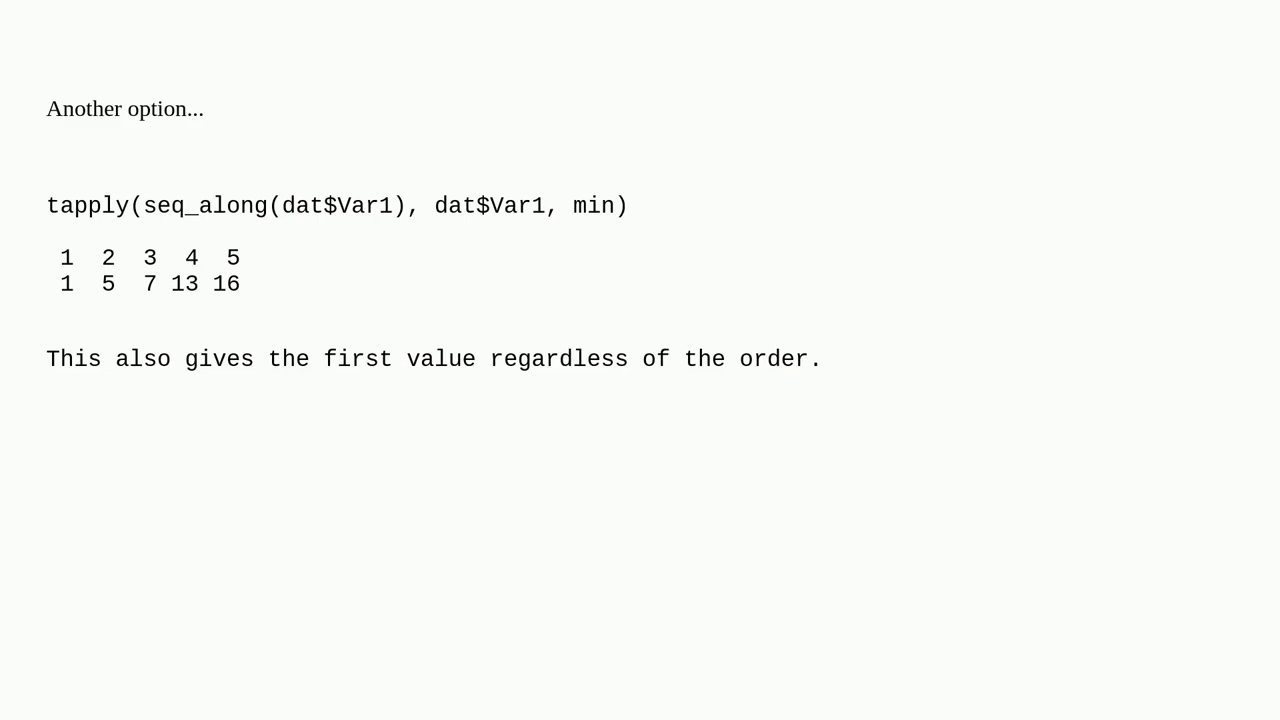 Another option...
tapply(seq_along(dat$Var1), dat$Var1, min)
 1  2  3  4  5
 1  5  7 13 16
This also gives the first value regardless of the order.